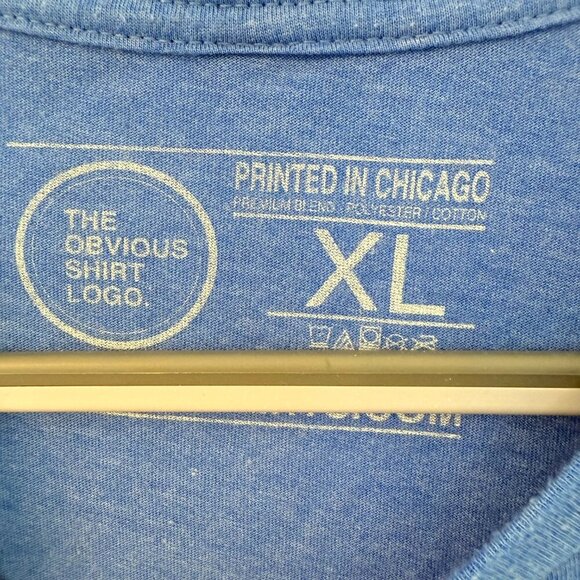 THE
OBVIOUS
SHIRT
LOGO.
PRINTED IN CHICAGO
PREMIUM BLEND POLYESTER / COTTON
XL